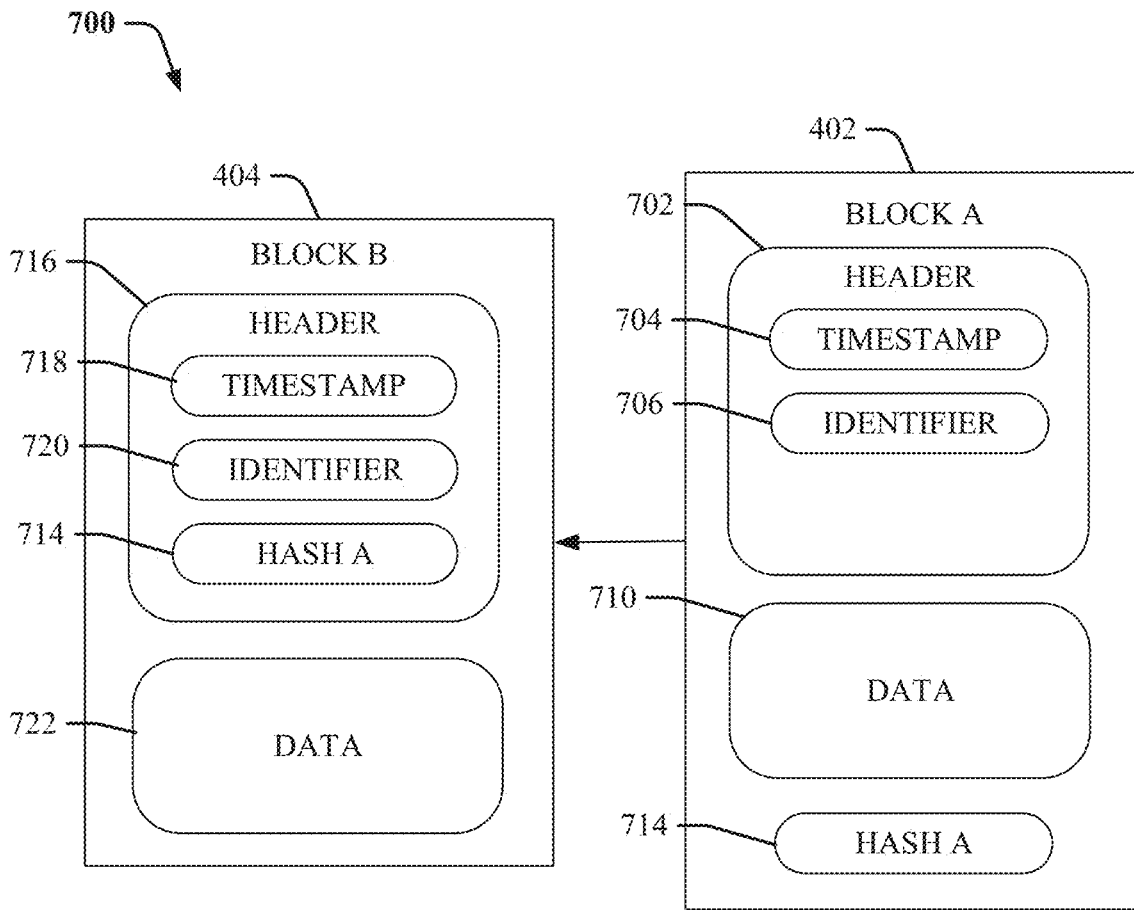 700
402
404
702
BLOCK A
BLOCK B
716
HEADER
HEADER
704
TIMESTAMP
718
TIMESTAMP
706
IDENTIFIER
720
IDENTIFIER
714
HASH A
710
DATA
722
DATA
714
HASH A